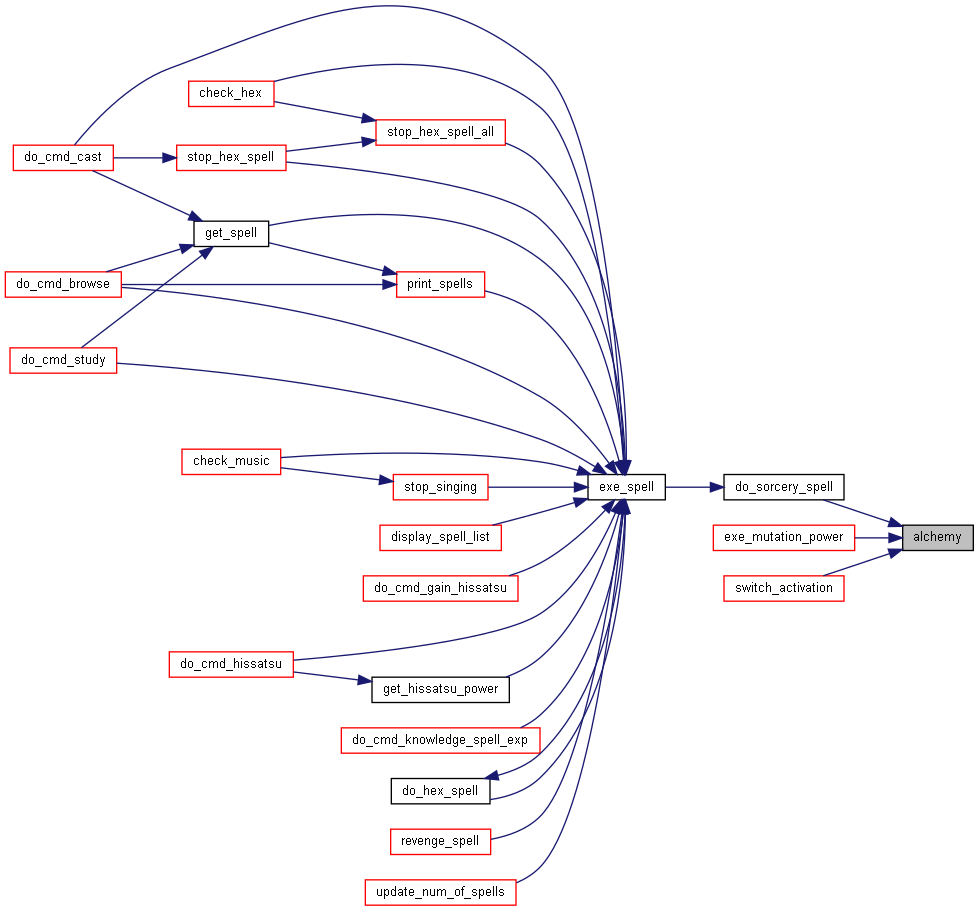 check_hex
stop_hex_spell_all
do_cmd_cast
stop_hex_spell
get_spell
do_cmd_browse
print_spells
do_cmd_study
check_music
stop_singing
exe_spell
do_sorcery_spell
display_spell_list
exe_mutation_power
alchemy
do_cmd_gain_hissatsu
switch_activation
do_cmd_hissatsu
get_hissatsu_power
do_cmd_knowledge_spell_exp
do_hex_spell
revenge_spell
update_num_of_spells